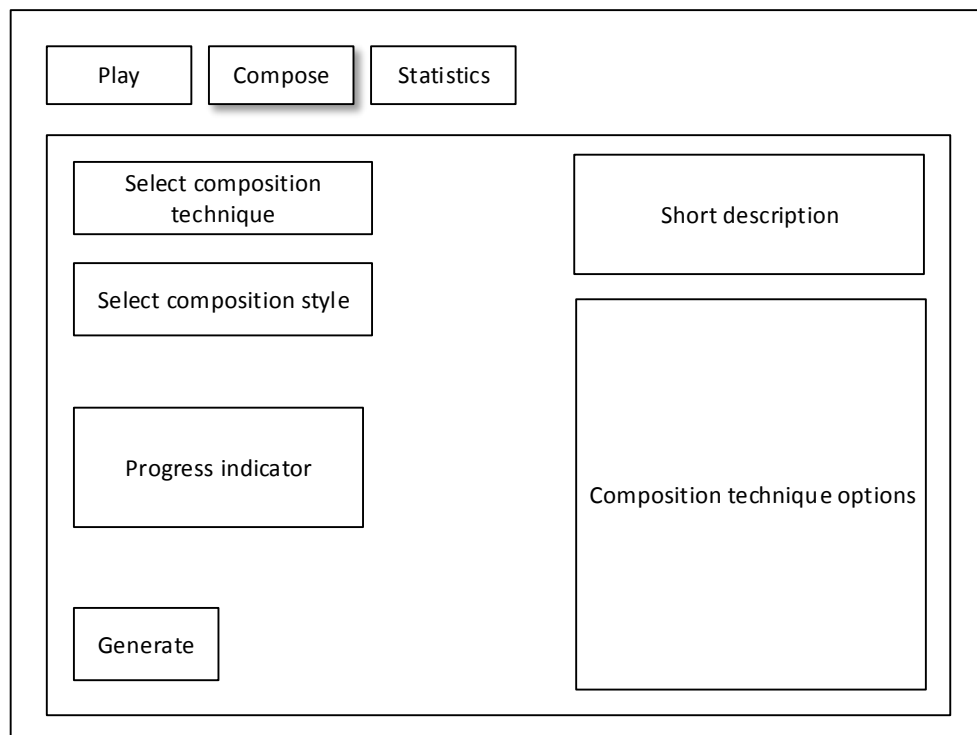 Play
Compose
Statistics
Select composition
technique
Short description
Select composition style
Progress indicator
Composition technique options
Generate